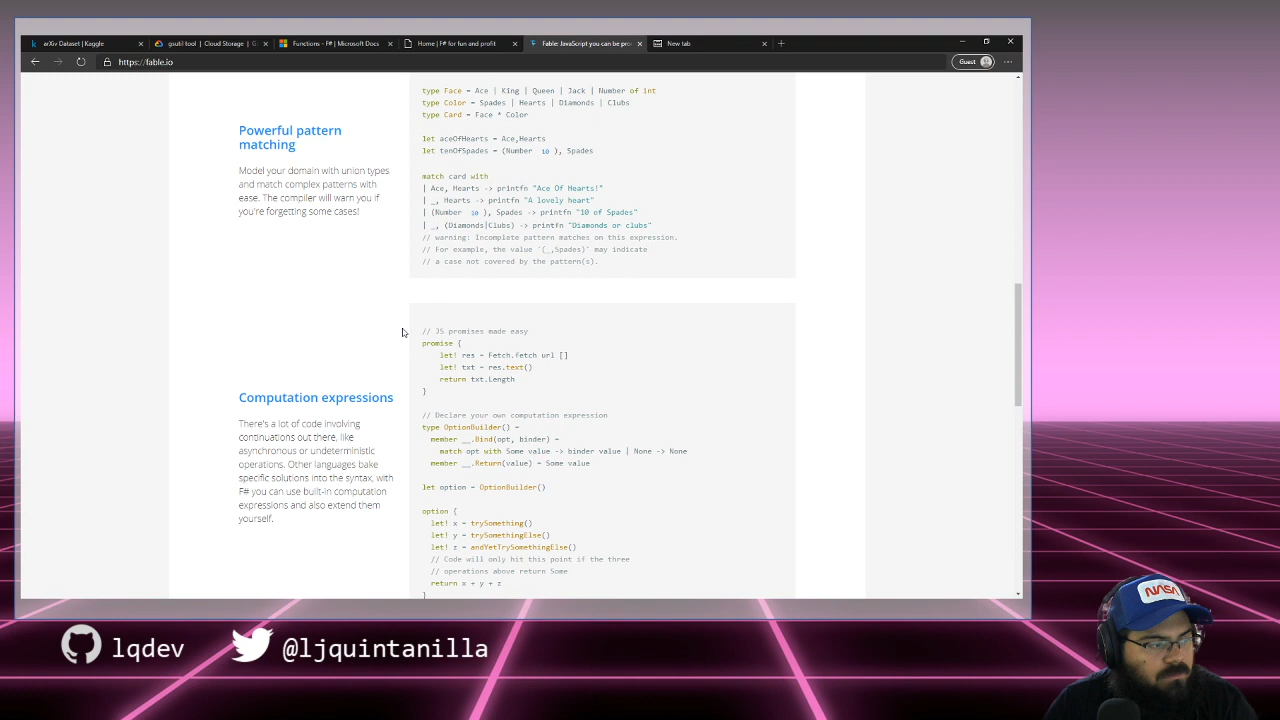 arXiv Dataset | Kaggle
gsutil tool | Cloud Storage | G
Functions - F# | Microsoft Docs
Home | F# for fun and profit
Fable: JavaScript you can be pro
New tab
https://fable.io
Guest
Powerful pattern
matching
Model your domain with union types
and match complex patterns with
ease. The compiler will warn you if
you're forgetting some cases!
type Face = Ace | King | Queen | Jack | Number of int
type Color = Spades | Hearts | Diamonds | Clubs
type Card = Face * Color
let aceOfHearts = Ace,Hearts
let tenOfSpades = (Number 10 ), Spades
match card with
| Ace, Hearts -> printfn "Ace Of Hearts!"
| _, Hearts -> printfn "A lovely heart"
| (Number 10 ), Spades -> printfn "10 of Spades"
| _, (Diamonds|Clubs) -> printfn "Diamonds or clubs"
// warning: Incomplete pattern matches on this expression.
// For example, the value `(_,Spades)` may indicate
// a case not covered by the pattern(s).
Computation expressions
There's a lot of code involving
continuations out there, like
asynchronous or undeterministic
operations. Other languages bake
specific solutions into the syntax, with
F# you can use built-in computation
expressions and also extend them
yourself.
// JS promises made easy
promise {
let! res = Fetch.fetch url []
let! txt = res.text()
return txt.Length
}
// Declare your own computation expression
type OptionBuilder() =
member __.Bind(opt, binder) =
match opt with Some value -> binder value | None -> None
member __.Return(value) = Some value
let option = OptionBuilder()
option {
let! x = trySomething()
let! y = trySomethingElse()
let! z = andYetTrySomethingElse()
// Code will only hit this point if the three
// operations above return Some
return x + y + z
}
lqdev
@ljquintanilla
NASA